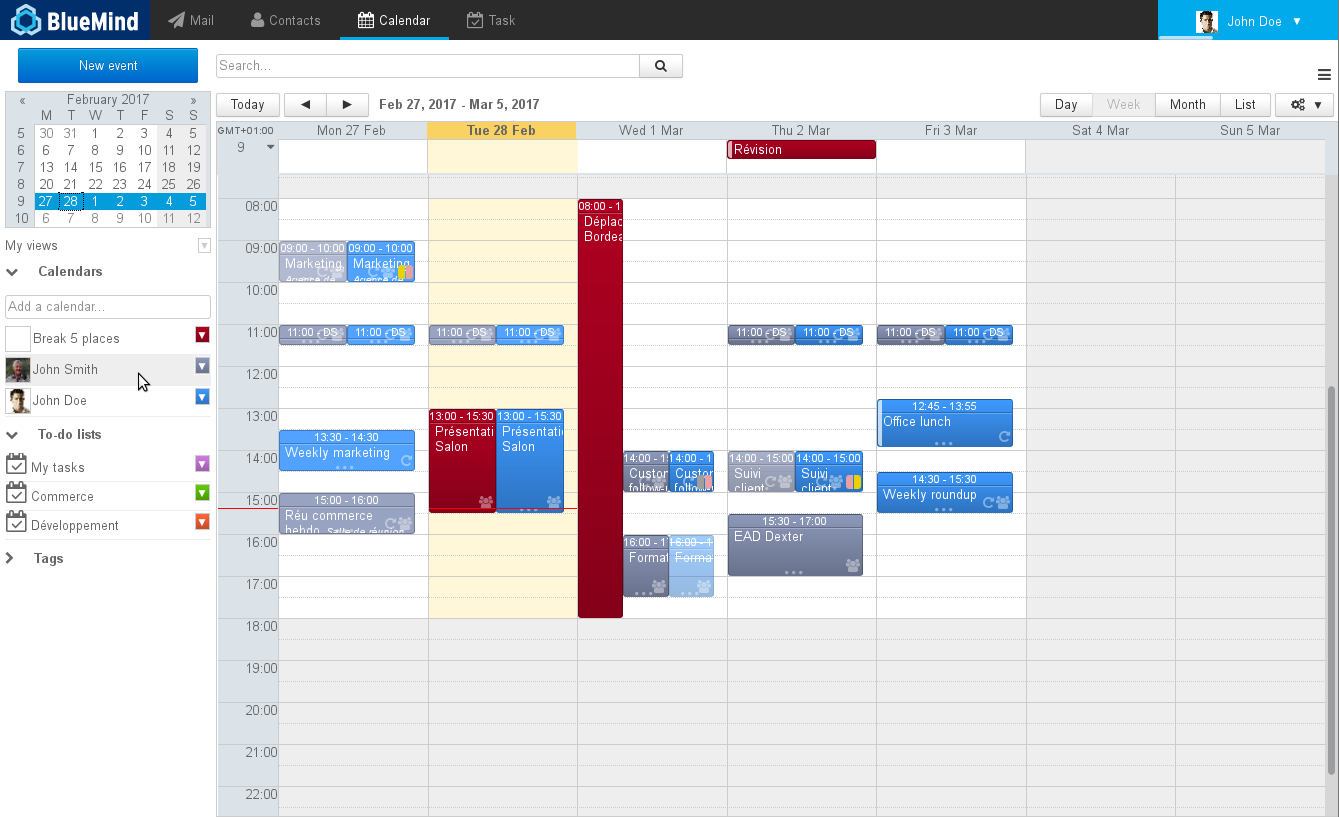 BlueMind
Mail
Contacts
Calendar
Task
John Doe
New event
Search...
« February 2017 »
M T W T F S S
5 30 31 1 2 3 4 5
6 6 7 8 9 10 11 12
7 13 14 15 16 17 18 19
8 20 21 22 23 24 25 26
9 27 28 1 2 3 4 5
10 6 7 8 9 10 11 12
My views
Calendars
Add a calendar...
Break 5 places
John Smith
John Doe
To-do lists
My tasks
Commerce
Développement
Tags
Today
Feb 27, 2017 - Mar 5, 2017
Day Week Month List
GMT+01:00
Mon 27 Feb
Tue 28 Feb
Wed 1 Mar
Thu 2 Mar
Fri 3 Mar
Sat 4 Mar
Sun 5 Mar
9
Révision
08:00
09:00
10:00
11:00
12:00
13:00
14:00
15:00
16:00
17:00
18:00
19:00
20:00
21:00
22:00
09:00 - 10:00
Marketing,
Agence de
09:00 - 10:00
Marketing
11:00 - DS
11:00 - DS
13:30 - 14:30
Weekly marketing
15:00 - 16:00
Réu commerce
hebdo Salle de réunion
11:00 - DS
11:00 - DS
13:00 - 15:30
Présentati
Salon
13:00 - 15:30
Présentati
Salon
08:00 - 1
Déplac
Bordea
14:00 - 15
Custor
follow-
14:00 - 1
Custor
follow-
16:00 - 17
Format
16:00 - 1
Forma
11:00 - DS
11:00 - DS
14:00 - 15:00
Suivi
client
14:00 - 15:00
Suivi
client
15:30 - 17:00
EAD Dexter
11:00 - DS
11:00 - DS
12:45 - 13:55
Office lunch
14:30 - 15:30
Weekly roundup